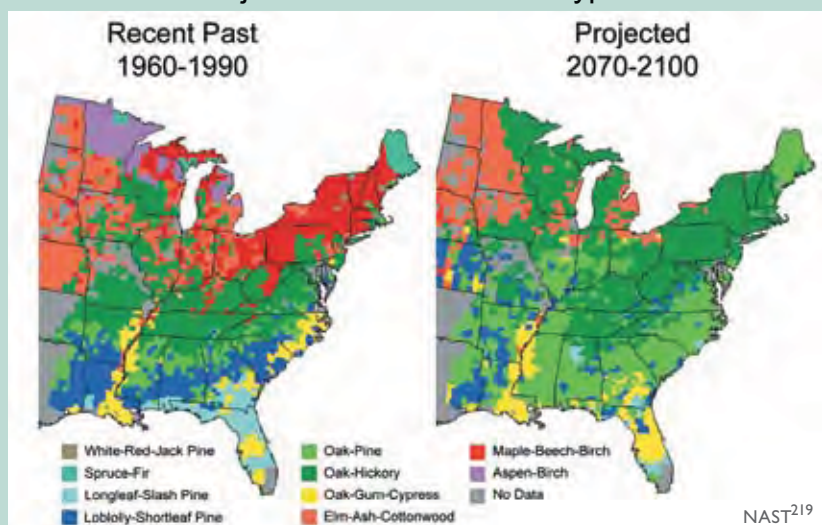 Recent Past
1960-1990
Projected
2070-2100
White-Red-Jack Pine
Spruce-Fir
Longleaf-Slash Pine
Loblolly-Shortleaf Pine
Oak-Pine
Oak-Hickory
Oak-Gum-Cypress
Elm-Ash-Cottonwood
Maple-Beech-Birch
Aspen-Birch
No Data
NAST219